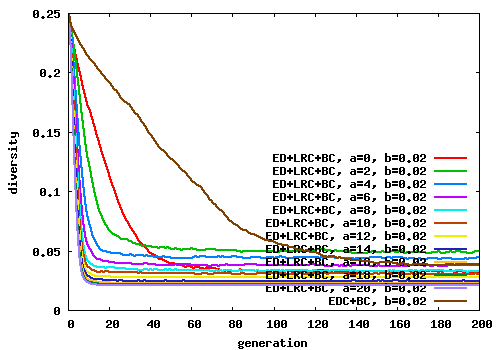 0.25
0.2
0.15
0.1
0.05
0
diversity
ED+LRC+BC, a=0, b=0.02
ED+LRC+BC, a=2, b=0.02
ED+LRC+BC, a=4, b=0.02
ED+LRC+BC, a=6, b=0.02
ED+LRC+BC, a=8, b=0.02
ED+LRC+BC, a=10, b=0.02
ED+LRC+BC, a=12, b=0.02
ED+LRC+BC, a=14, b=0.02
ED+LRC+BC, a=16, b=0.02
ED+LRC+BC, a=18, b=0.02
ED+LRC+BC, a=20, b=0.02
EDC+BC, b=0.02
0 20 40 60 80 100 120 140 160 180 200
generation